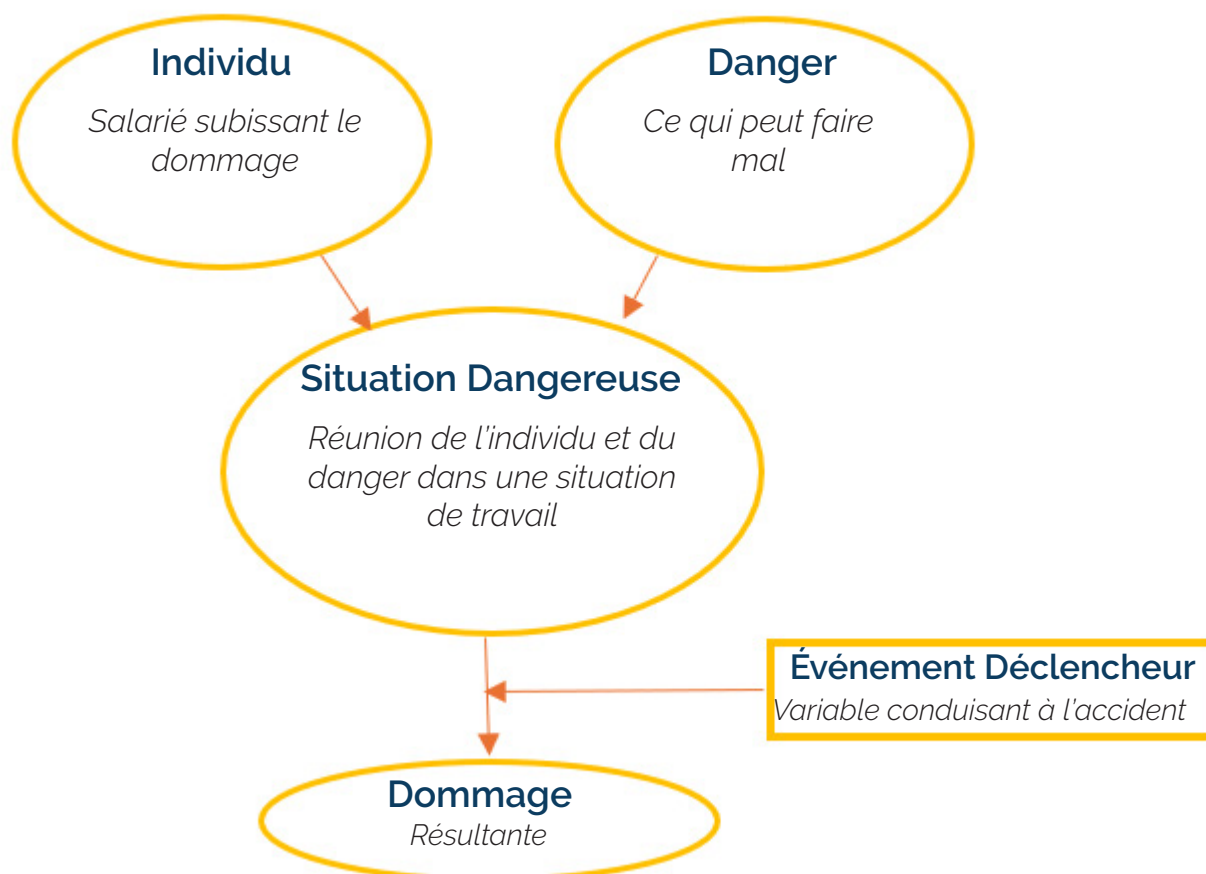 Individu
Salarié subissant le
dommage
Danger
Ce qui peut faire
mal
Situation Dangereuse
Réunion de l'individu et du
danger dans une situation
de travail
Événement Déclencheur
Variable conduisant à l'accident
Dommage
Résultante